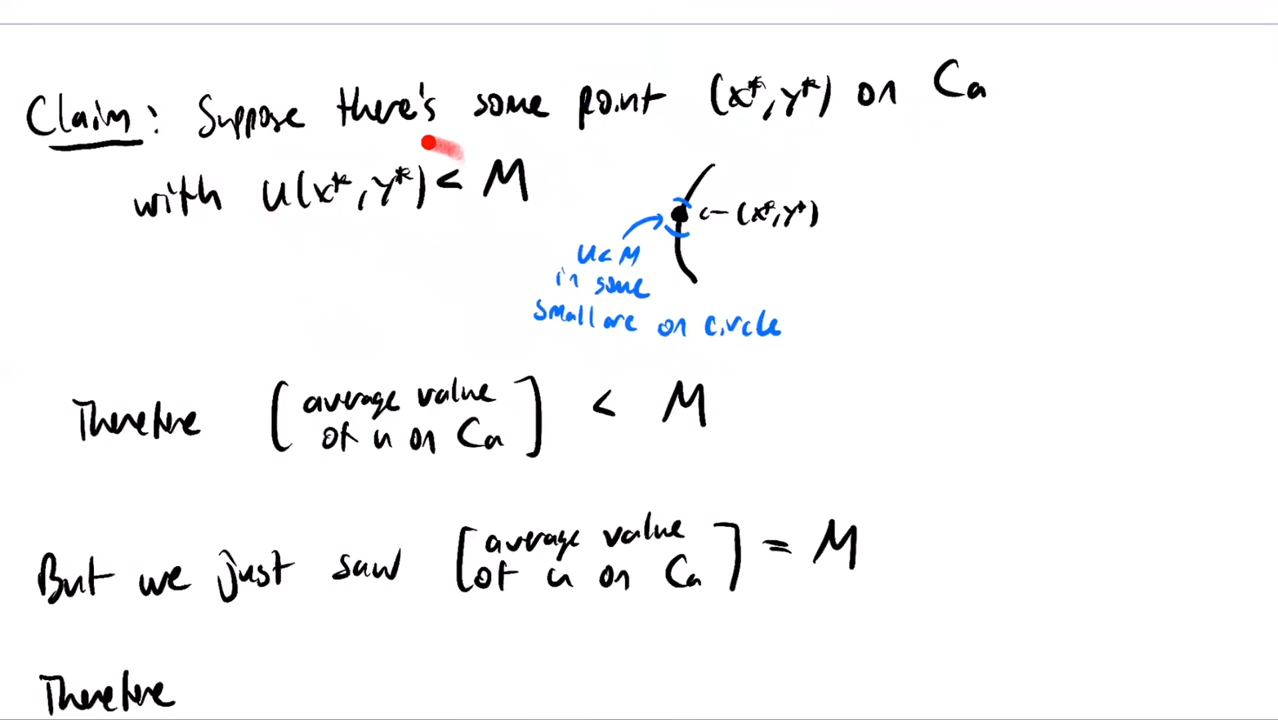 Claim: Suppose there's some point (x*, y*) on Ca
with u(x*, y*) < M
← (x*, y*)
u < M
in some
small arc on circle
Therefore [average value
of u on Ca] < M
But we just saw [average value
of u on Ca] = M
Therefore